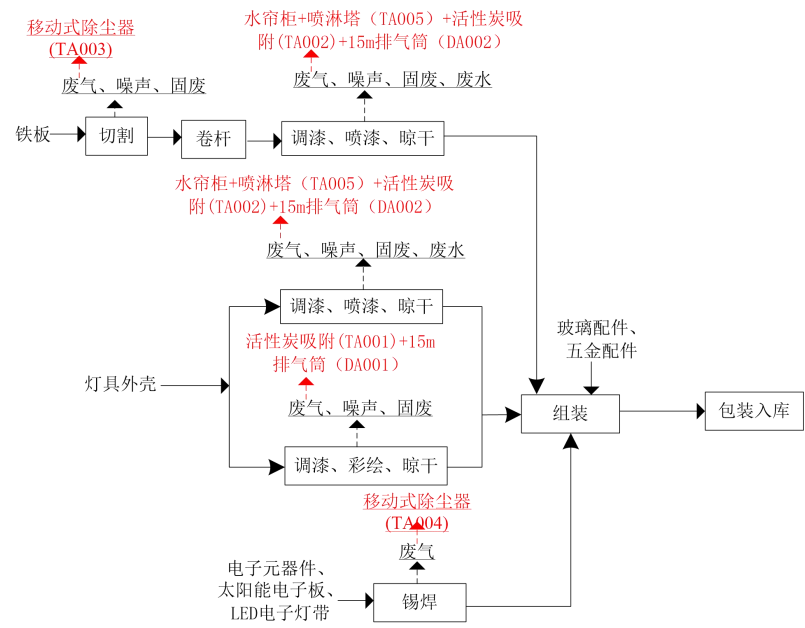 移动式除尘器
(TA003)
废气、噪声、固废
铁板
切割
卷杆
水帘柜+喷淋塔（TA005）+活性炭吸
附(TA002)+15m排气筒（DA002）
废气、噪声、固废、废水
调漆、喷漆、晾干
水帘柜+喷淋塔（TA005）+活性炭吸
附(TA002)+15m排气筒（DA002）
废气、噪声、固废、废水
调漆、喷漆、晾干
活性炭吸附(TA001)+15m
排气筒（DA001）
废气、噪声、固废
调漆、彩绘、晾干
灯具外壳
玻璃配件、
五金配件
组装
包装入库
移动式除尘器
(TA004)
废气
电子元器件、
太阳能电子板、
LED电子灯带
锡焊